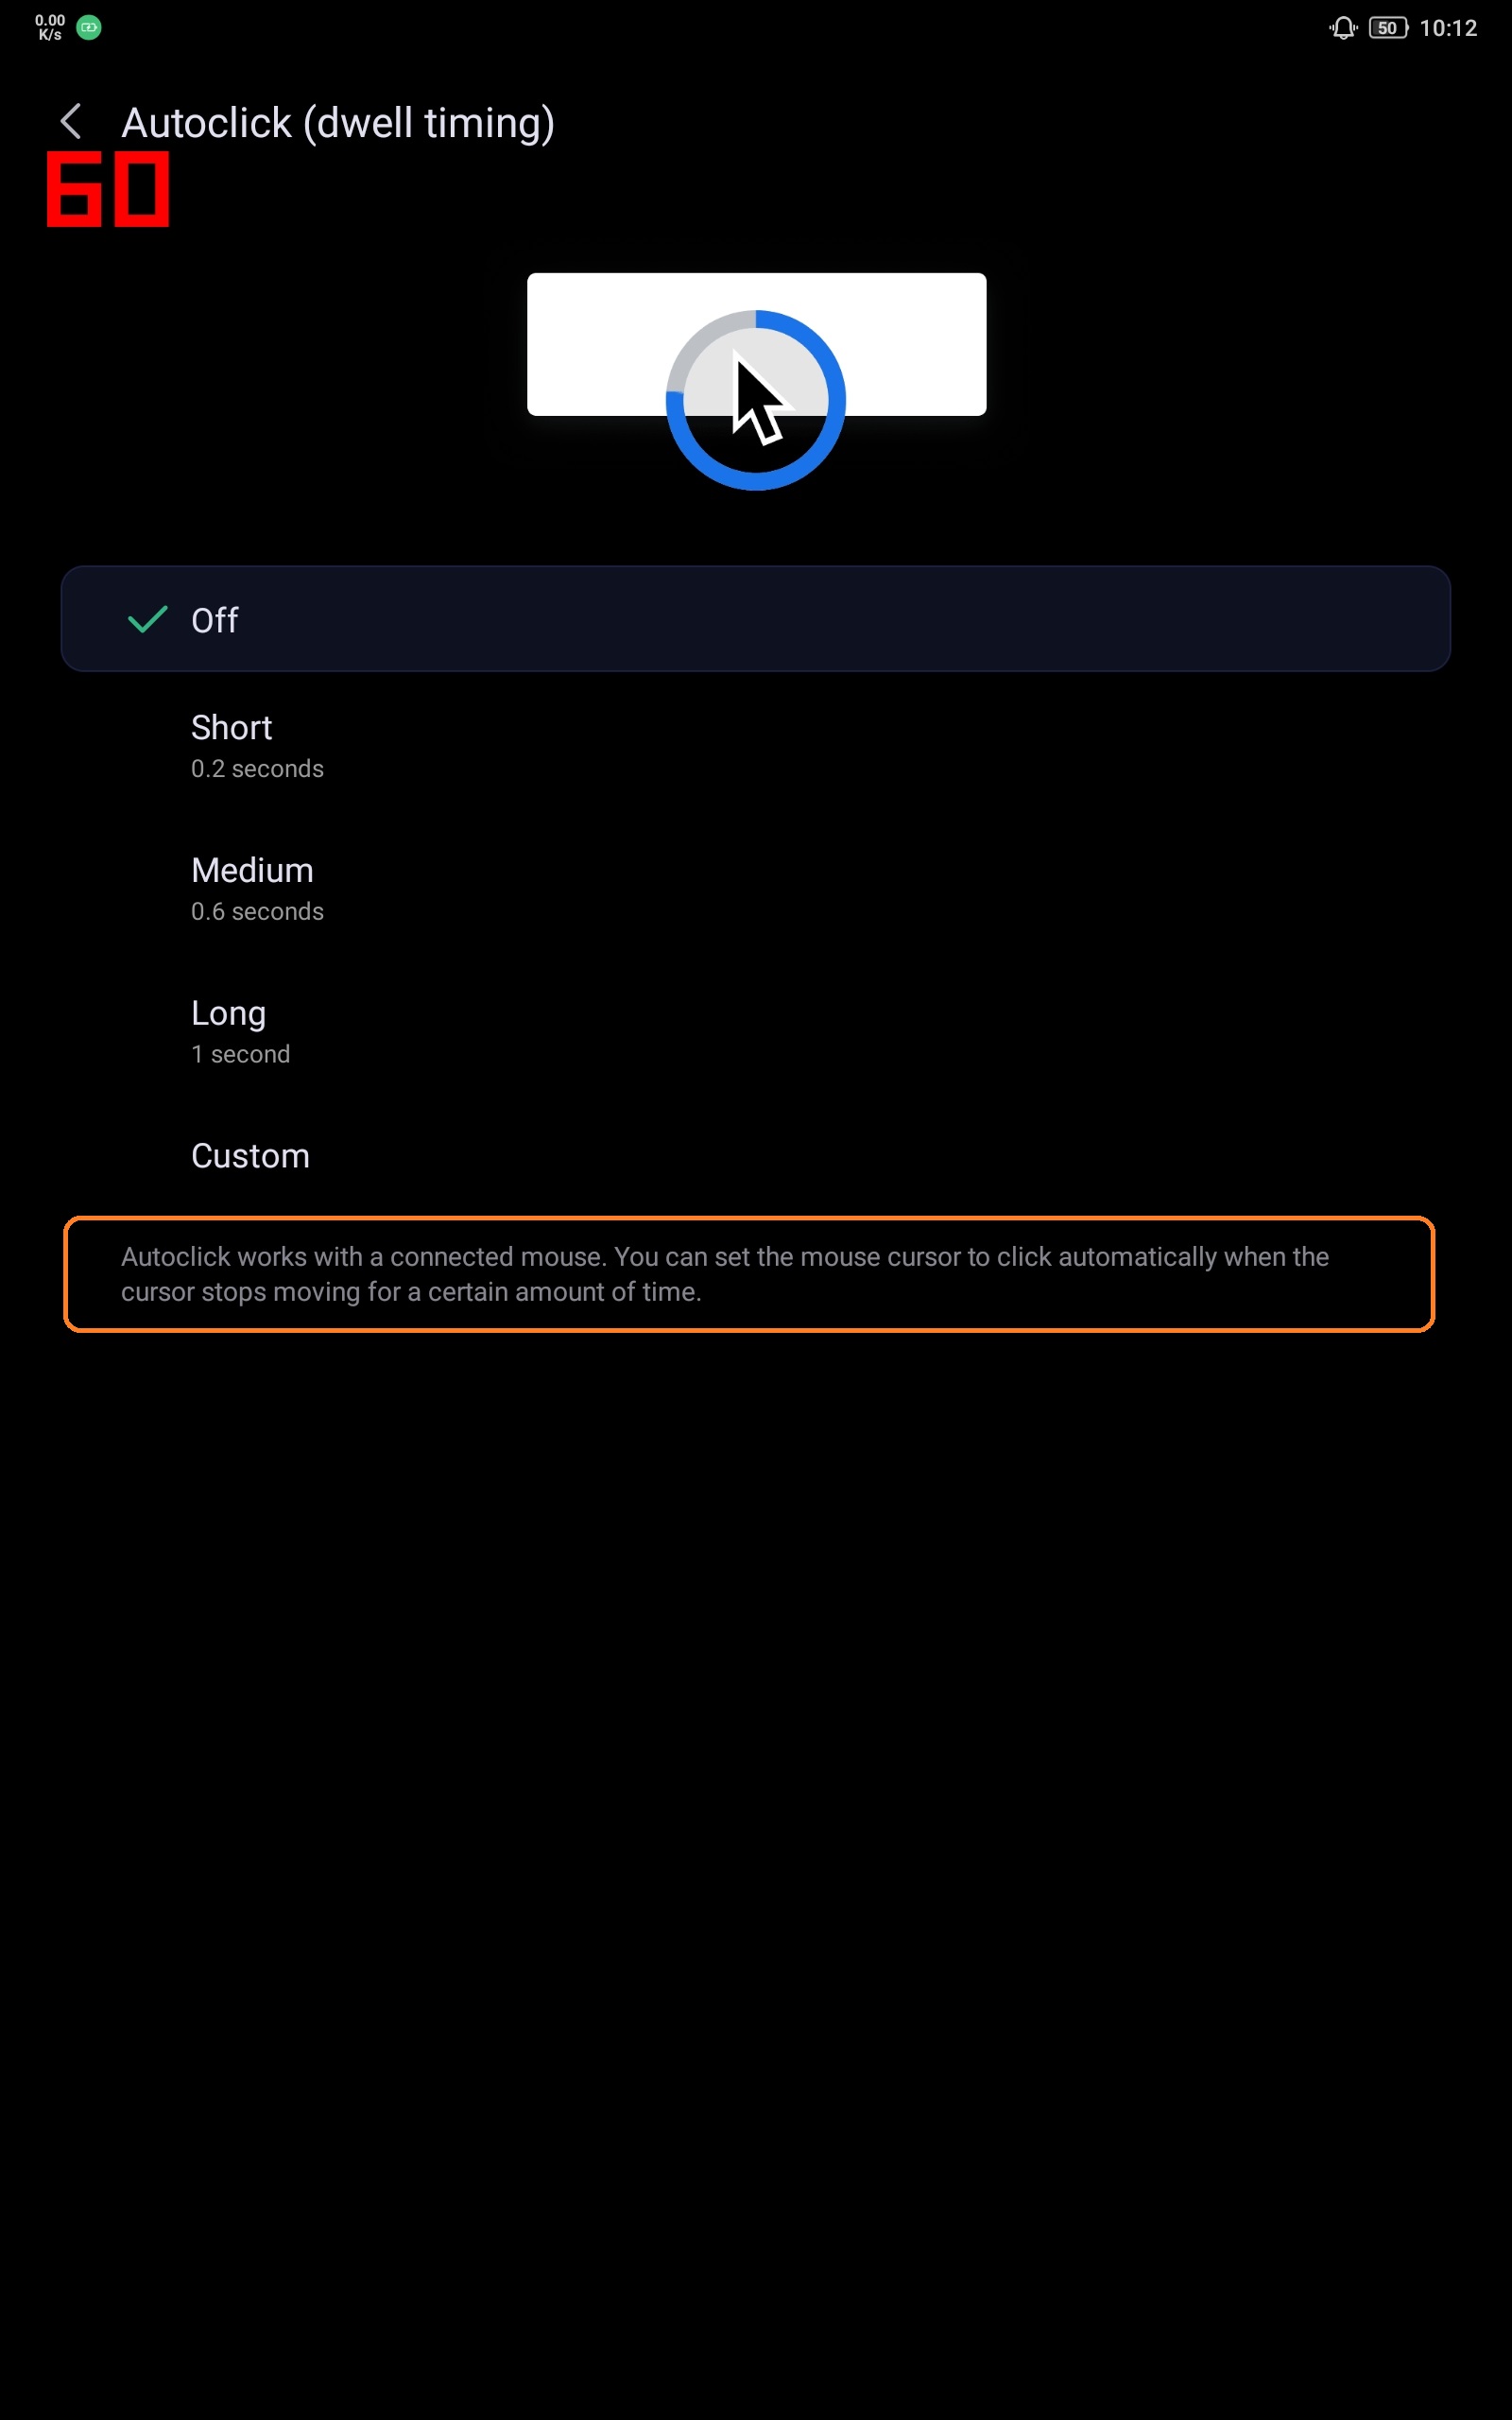 0.00
K/s
50
10:12
Autoclick (dwell timing)
60
Off
Short
0.2 seconds
Medium
0.6 seconds
Long
1 second
Custom
Autoclick works with a connected mouse. You can set the mouse cursor to click automatically when the
cursor stops moving for a certain amount of time.